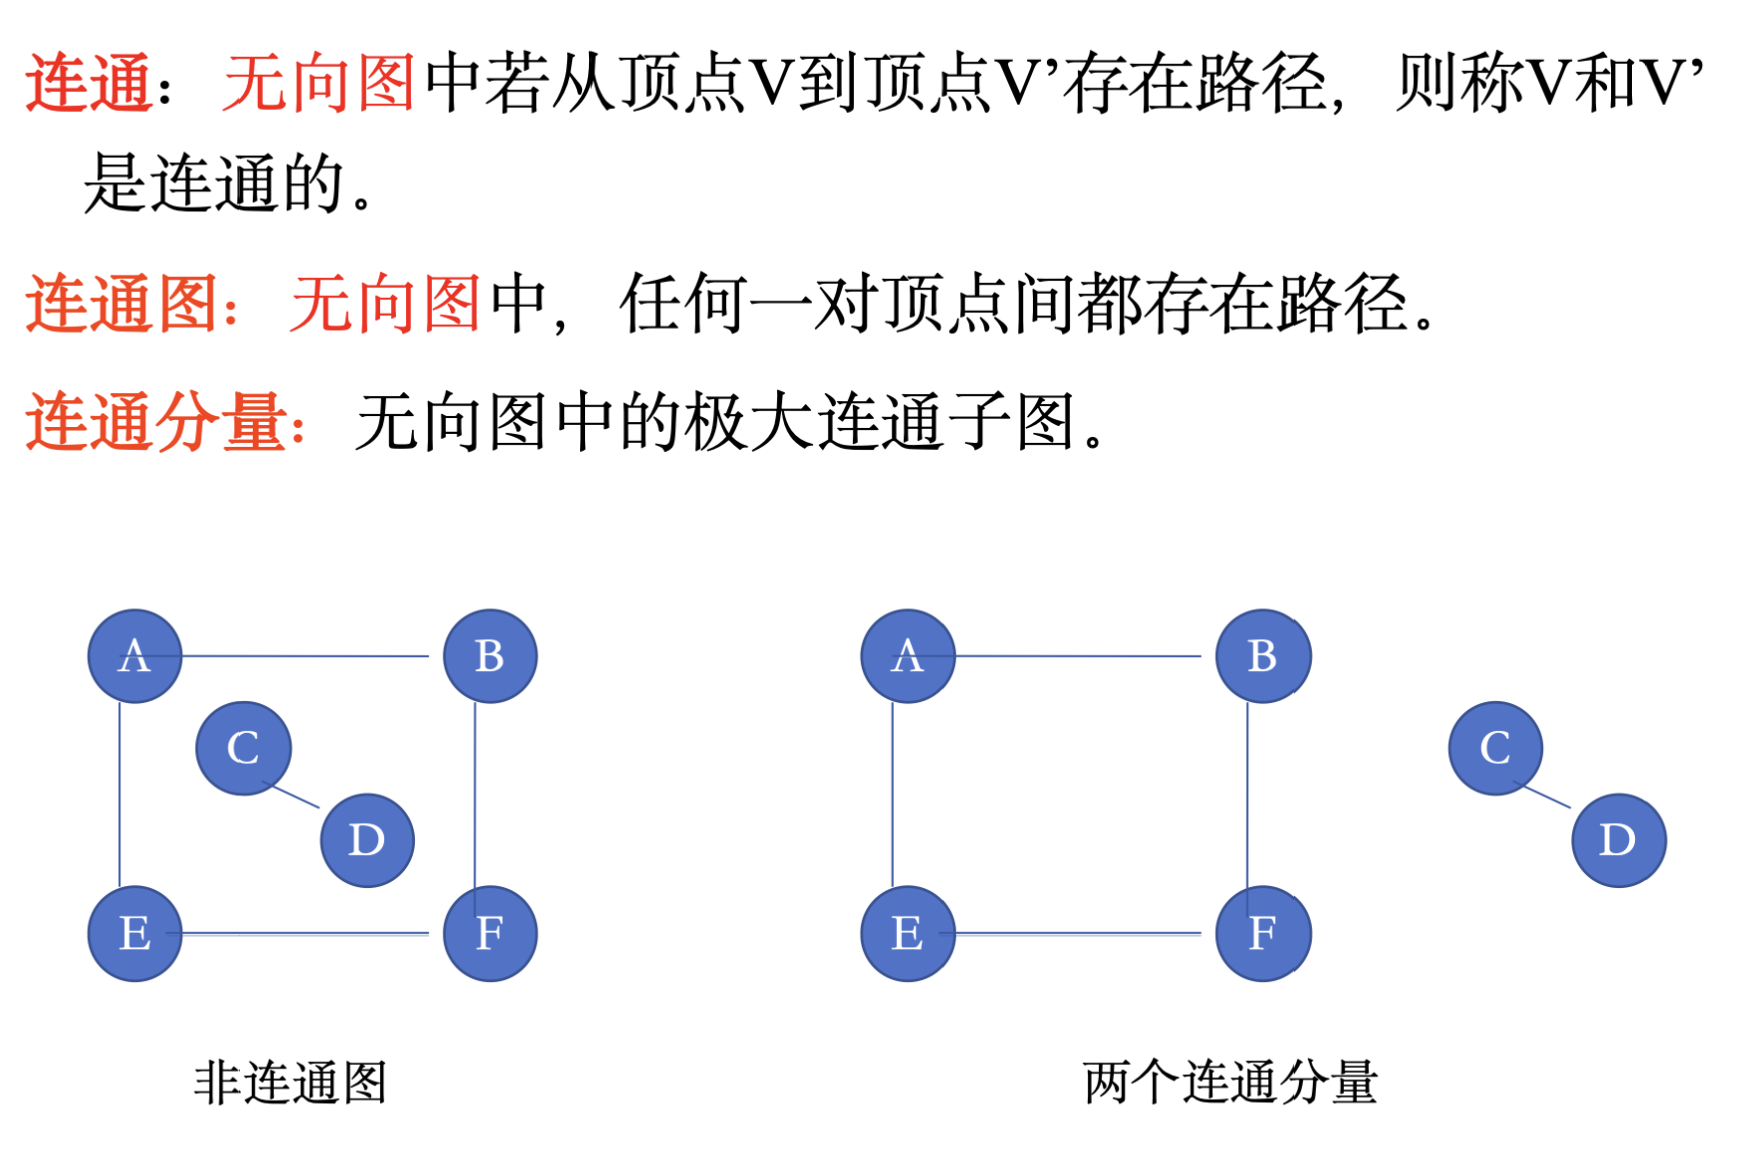 连通： 无向图中若从顶点V到顶点V’存在路径，则称V和V’
是连通的。
连通图： 无向图中，任何一对顶点间都存在路径。
连通分量： 无向图中的极大连通子图。
A B A B
C C
D D
E F E F
非连通图 两个连通分量